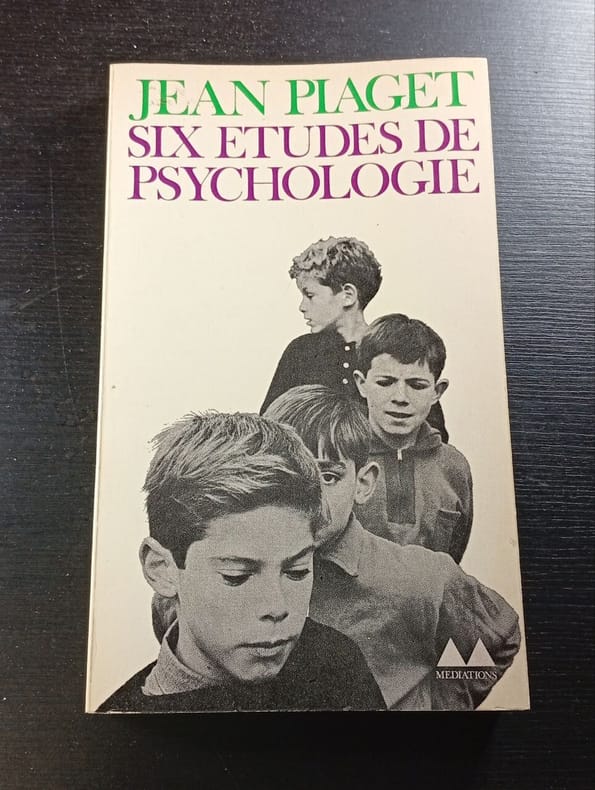 JEAN PIAGET
SIX ETUDES DE
PSYCHOLOGIE
MEDIATIONS